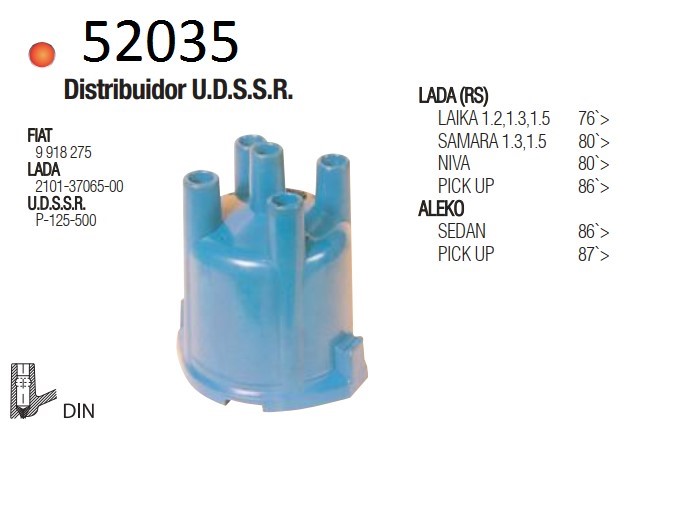 52035
Distribuidor U.D.S.S.R.
FIAT
9 918 275
LADA
2101-37065-00
U.D.S.S.R.
P-125-500
DIN
LADA (RS)
LAIKA 1.2,1.3,1.5 76`>
SAMARA 1.3,1.5 80`>
NIVA 80`>
PICK UP 86`>
ALEKO
SEDAN 86`>
PICK UP 87`>